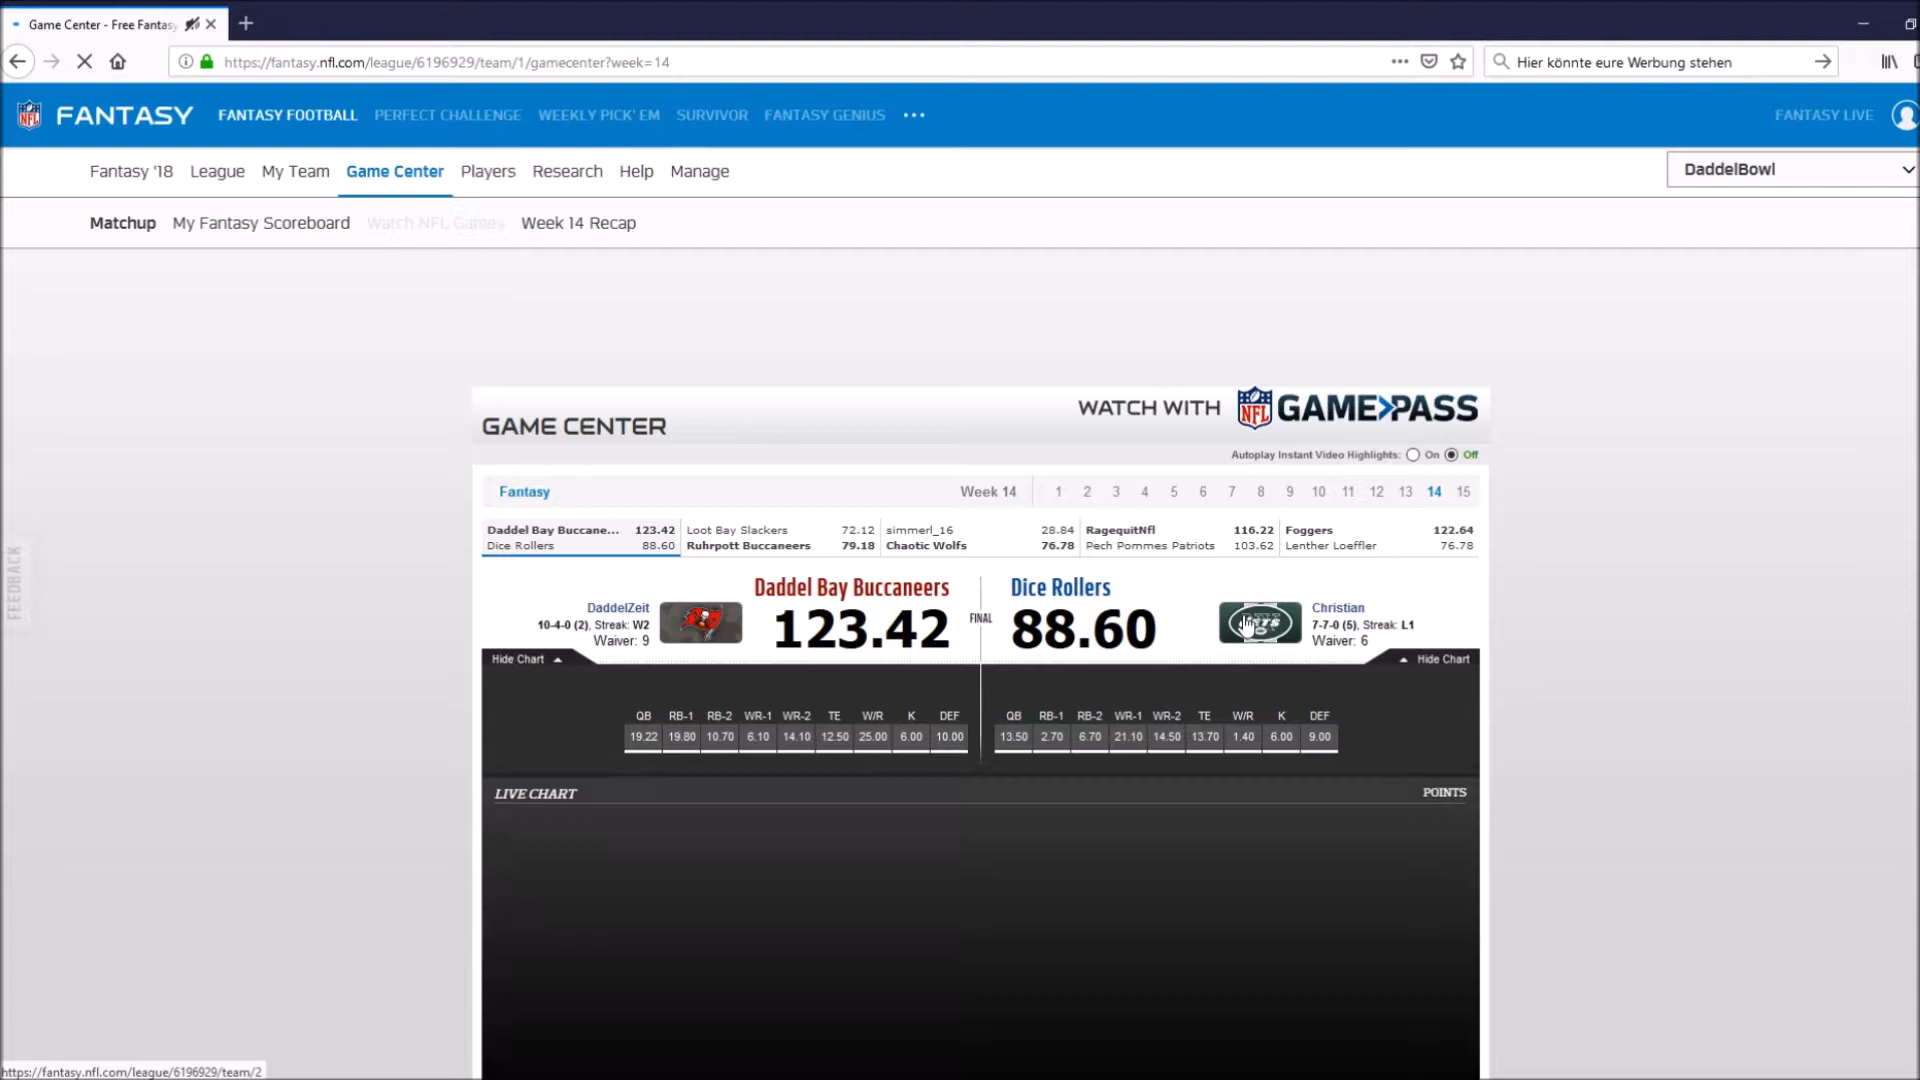 Game Center - Free Fantasy
https://fantasy.nfl.com/league/6196929/team/1/gamecenter?week=14
Hier könnte eure Werbung stehen
NFL FANTASY FANTASY FOOTBALL PERFECT CHALLENGE WEEKLY PICK' EM SURVIVOR FANTASY GENIUS FANTASY LIVE
Fantasy '18 League My Team Game Center Players Research Help Manage DaddelBowl
Matchup My Fantasy Scoreboard Watch NFL Games Week 14 Recap
WATCH WITH NFL GAMEPASS
GAME CENTER
Autoplay Instant Video Highlights: On Off
Fantasy Week 14 1 2 3 4 5 6 7 8 9 10 11 12 13 14 15
Daddel Bay Buccane... 123.42 Loot Bay Slackers 72.12 simmerl_16 28.84 RagequitNfl 116.22 Foggers 122.64
Dice Rollers 88.60 Ruhrpott Buccaneers 79.18 Chaotic Wolfs 76.78 Pech Pommes Patriots 103.62 Lenther Loeffler 76.78
Daddel Bay Buccaneers Dice Rollers
DaddelZeit Christian
123.42 FINAL 88.60
10-4-0 (2), Streak: W2 7-7-0 (5), Streak: L1
Waiver: 9 Waiver: 6
Hide Chart Hide Chart
QB RB-1 RB-2 WR-1 WR-2 TE W/R K DEF QB RB-1 RB-2 WR-1 WR-2 TE W/R K DEF
19.22 19.80 10.70 6.10 14.10 12.50 25.00 6.00 10.00 13.50 2.70 6.70 21.10 14.50 13.70 1.40 6.00 9.00
LIVE CHART POINTS
FEEDBACK
https://fantasy.nfl.com/league/6196929/team/2